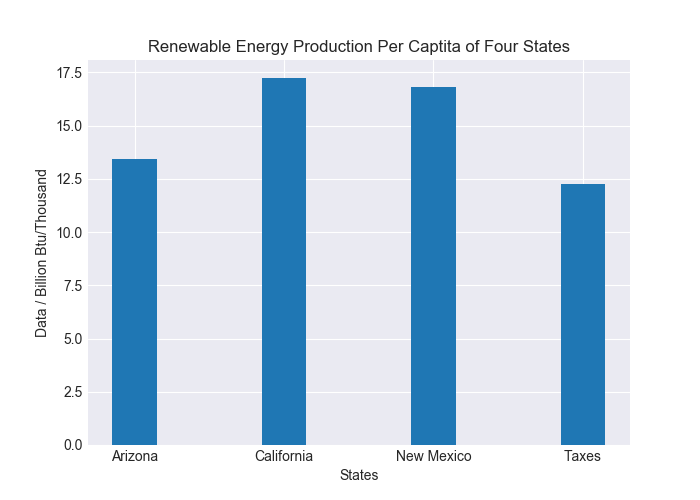 Renewable Energy Production Per Captita of Four States
Data / Billion Btu/Thousand
17.5
15.0
12.5
10.0
7.5
5.0
2.5
0.0
Arizona California New Mexico Taxes
States